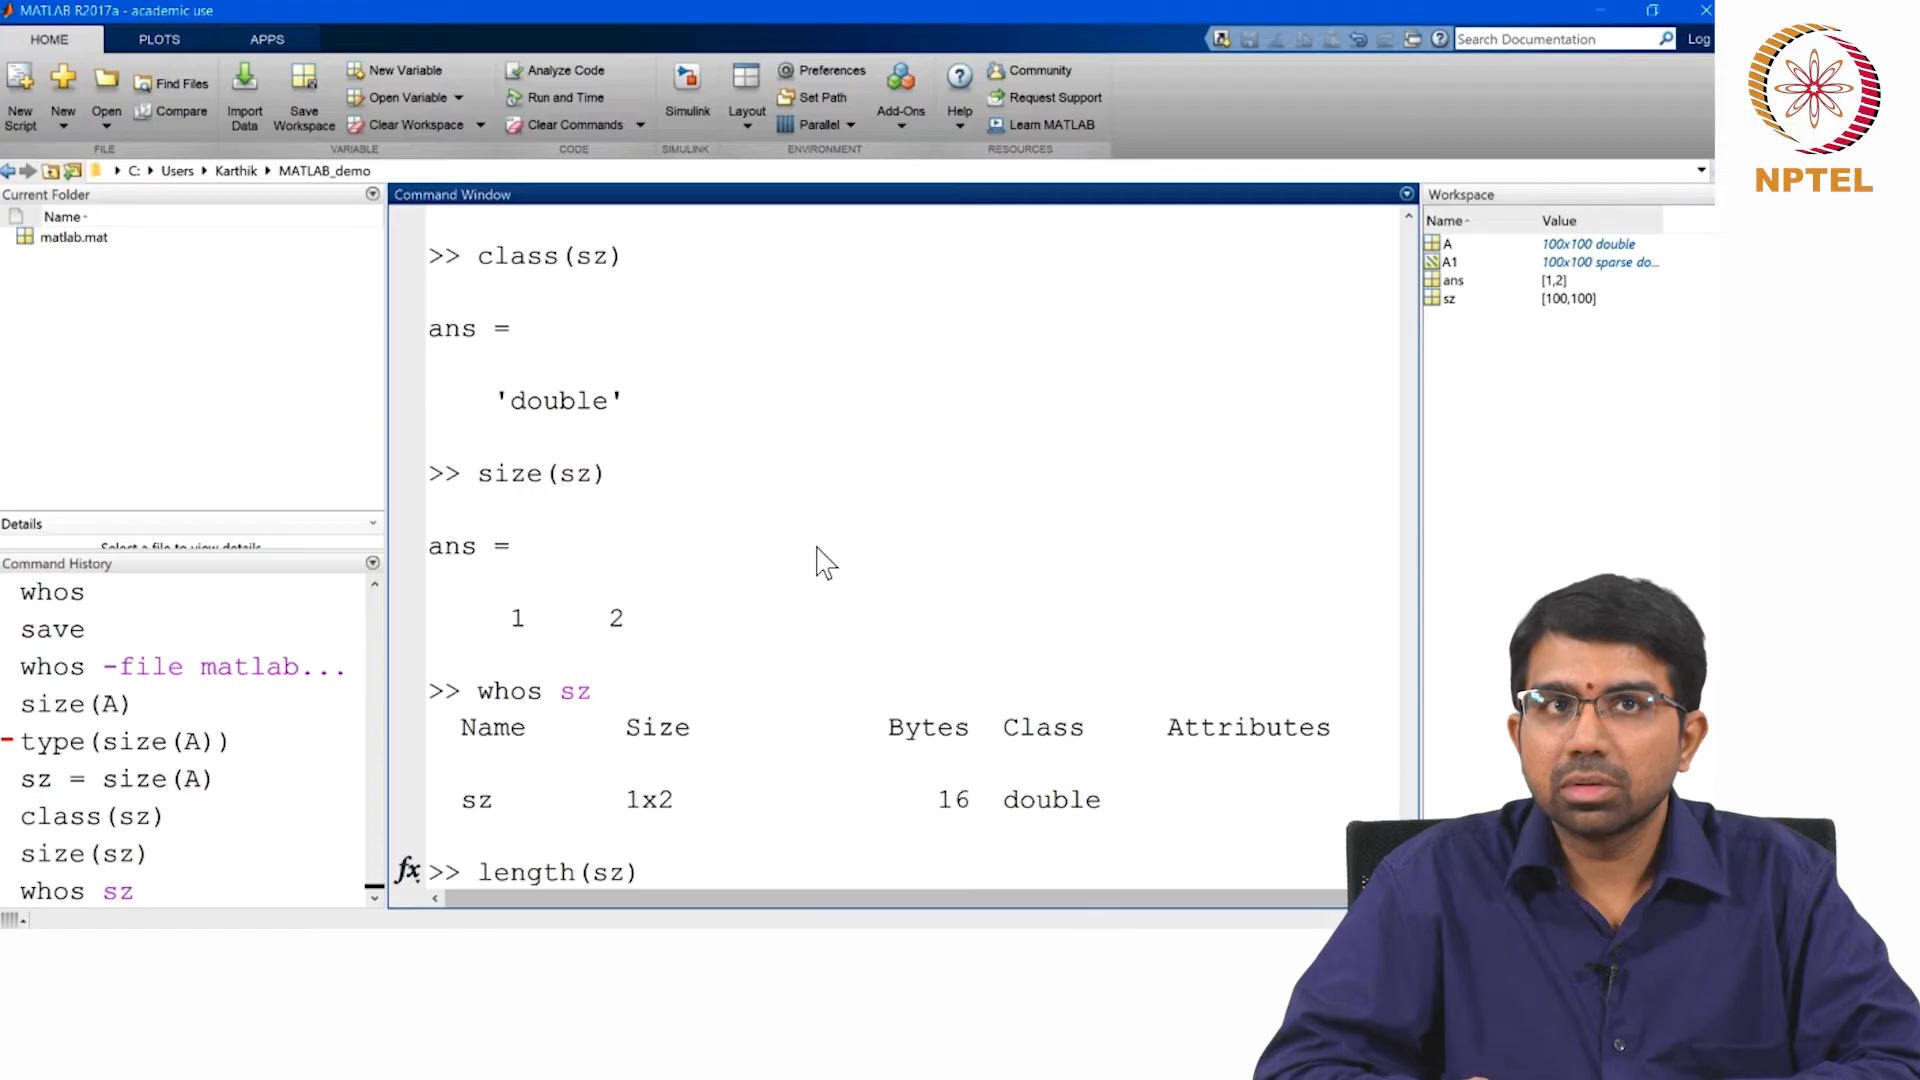 MATLAB R2017a - academic use
HOME PLOTS APPS
Search Documentation
Log
New Script
New
Open
Find Files
Compare
FILE
Import Data
Save Workspace
New Variable
Open Variable
Clear Workspace
VARIABLE
Analyze Code
Run and Time
Clear Commands
CODE
Simulink
SIMULINK
Layout
Preferences
Set Path
Parallel
Add-Ons
ENVIRONMENT
Help
Community
Request Support
Learn MATLAB
RESOURCES
NPTEL
C: Users Karthik MATLAB_demo
Current Folder
Name
matlab.mat
Details
Select a file to view details
Command History
whos
save
whos -file matlab...
size(A)
type(size(A))
sz = size(A)
class(sz)
size(sz)
whos sz
Command Window
>> class(sz)
ans =
'double'
>> size(sz)
ans =
1 2
>> whos sz
Name Size Bytes Class Attributes
sz 1x2 16 double
fx >> length(sz)
Workspace
Name Value
A 100x100 double
A1 100x100 sparse do...
ans [1,2]
sz [100,100]